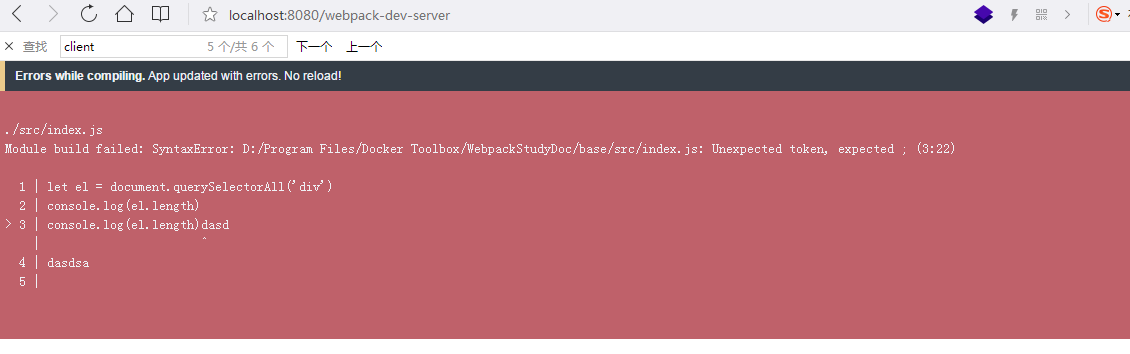 localhost:8080/webpack-dev-server
查找 client 5 个/共 6 个 下一个 上一个
Errors while compiling. App updated with errors. No reload!
./src/index.js
Module build failed: SyntaxError: D:/Program Files/Docker Toolbox/WebpackStudyDoc/base/src/index.js: Unexpected token, expected ; (3:22)
1 | let el = document.querySelectorAll('div')
2 | console.log(el.length)
> 3 | console.log(el.length)dasd
| ^
4 | dasdsa
5 |